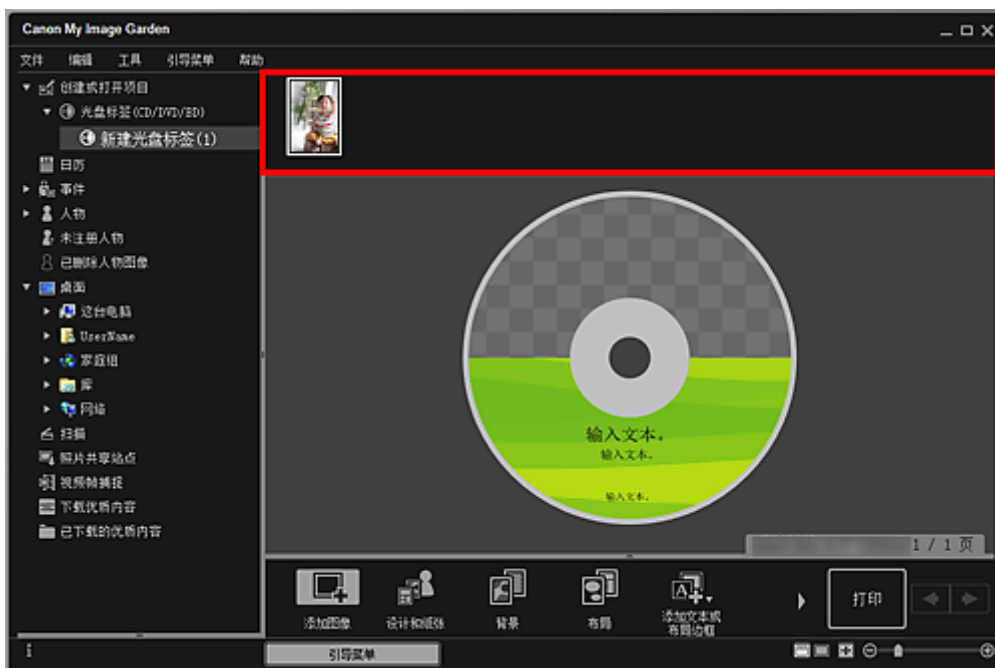 Canon My Image Garden
文件 编辑 工具 引导菜单 帮助
创建或打开项目
光盘标签(CD/DVD/BD)
新建光盘标签(1)
日历
事件
人物
未注册人物
已删除人物图像
桌面
这台电脑
UserName
家庭组
库
网络
扫描
照片共享站点
视频帧捕捉
下载优质内容
已下载的优质内容
输入文本。
输入文本。
输入文本。
1 / 1 页
添加图像 设计和纸张 背景 布局 添加文本或
布局边框
打印
引导菜单